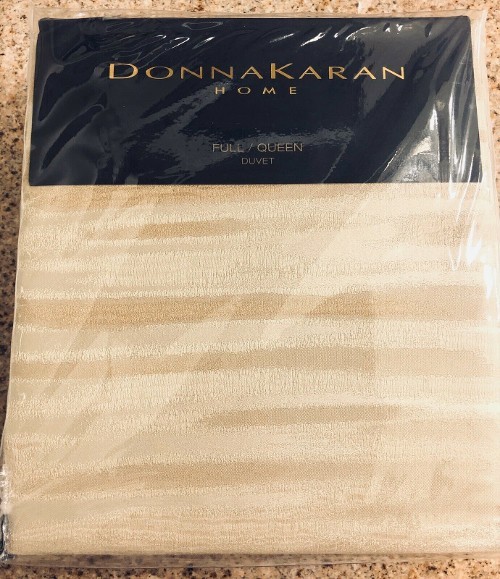 DONNAKARAN
HOME
FULL / QUEEN
DUVET